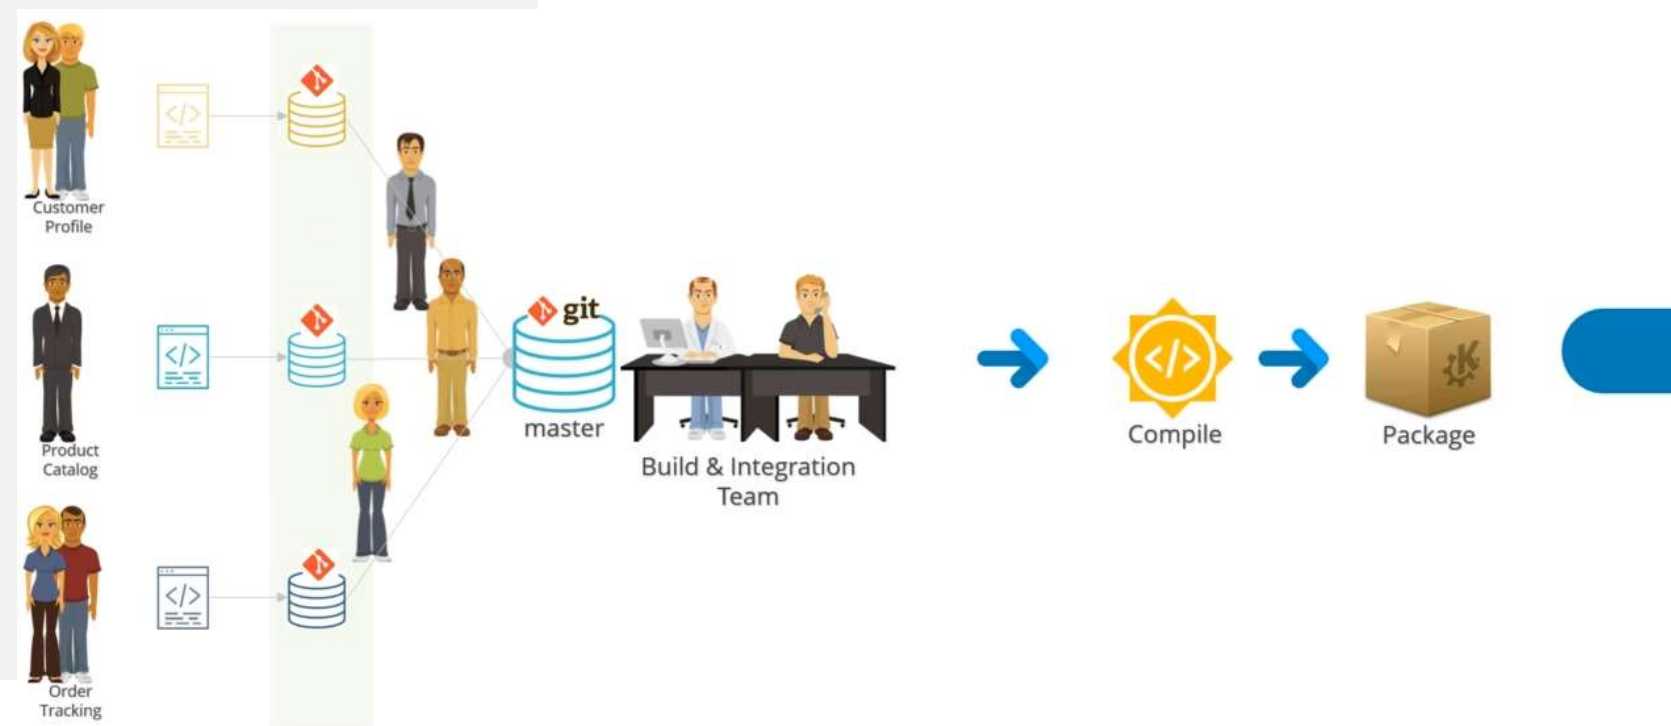 Customer
Profile
</>
Product
Catalog
</>
Order
Tracking
</>
git
master
Build & Integration
Team
</>
Compile
K
Package